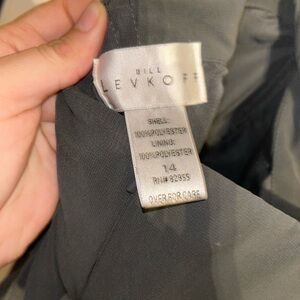 BILL
LEVKOFF
SHELL:
100%POLYESTER
LINING:
100%POLYESTER
14
RN# 82955
OVER FOR CARE